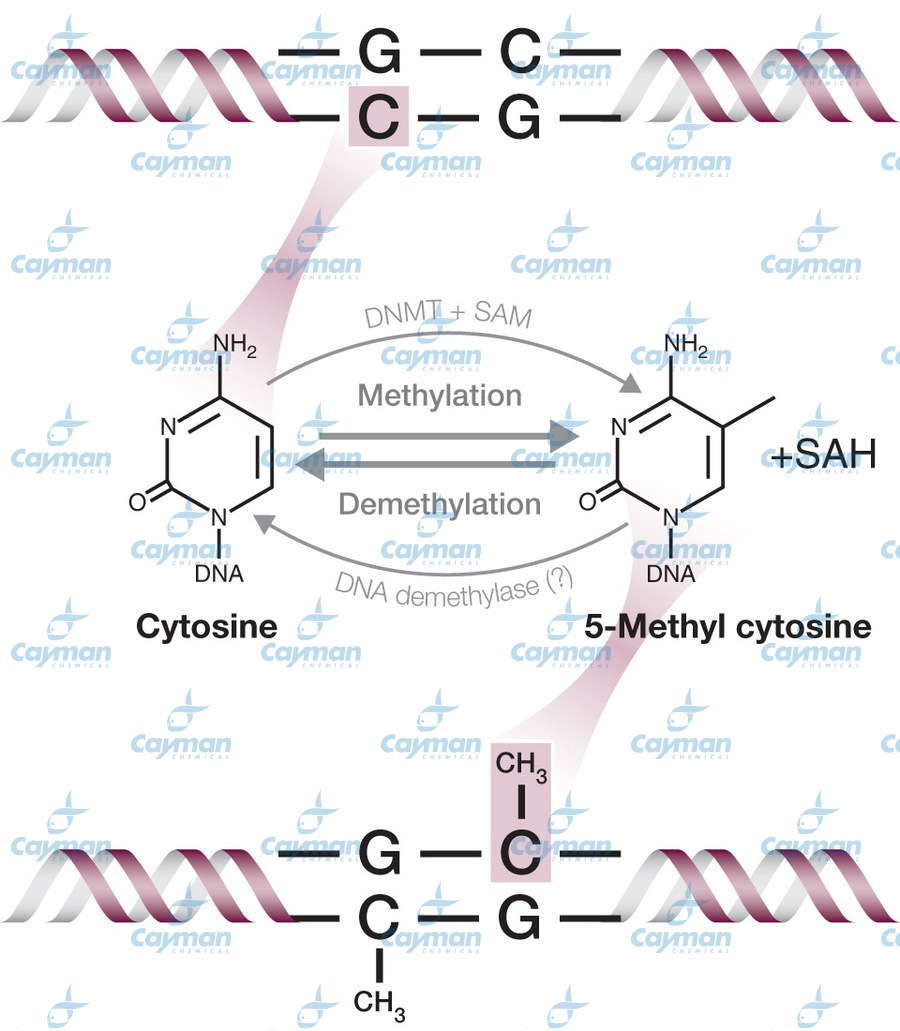 G C
C G
DNMT + SAM
NH2 NH2
Methylation
N N
+SAH
Demethylation
O O
N N
DNA DNA
DNA demethylase (?)
Cytosine 5-Methyl cytosine
CH3
G C
C G
CH3
Cayman
CHEMICAL